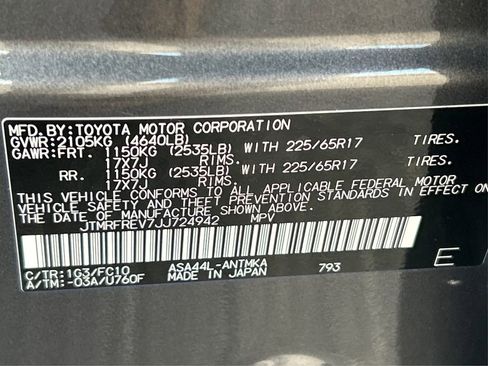 MFD.BY:TOYOTA MOTOR CORPORATION
GVWR:2105KG (4640LB)
GAWR:FRT. 1150KG (2535LB) WITH 225/65R17 TIRES.
17X7J RIMS.
RR. 1150KG (2535LB) WITH 225/65R17 TIRES.
17X7J RIMS.
THIS VEHICLE CONFORMS TO ALL APPLICABLE FEDERAL MOTOR
VEHICLE SAFETY AND THEFT PREVENTION STANDARDS IN EFFECT ON
THE DATE OF MANUFACTURE SHOWN ABOVE.
JTMRFREV7JJ724942 MPV
C/TR:1G3/FC10 ASA44L-ANTMKA
A/TM:-03A/U760F MADE IN JAPAN 793
E